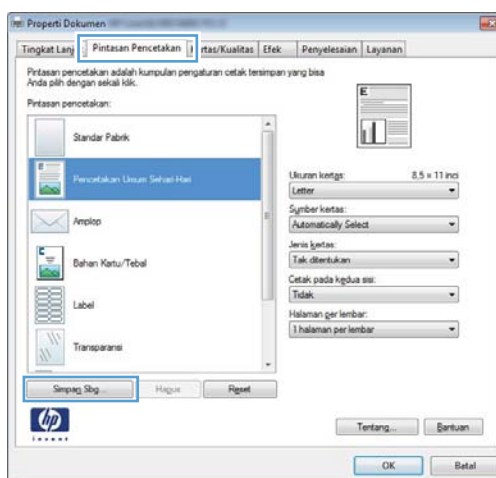 Properti Dokumen
Tingkat Lanj
Pintasan Pencetakan
rtas/Kualitas
Efek
Penyelesaian
Layanan
Pintasan pencetakan adalah kumpulan pengaturan cetak tersimpan yang bisa
Anda pilih dengan sekali klik.
Pintasan pencetakan:
Standar Pabrik
Pencetakan Umum Sehari-Hari
Amplop
Bahan Kartu/Tebal
Label
Transparansi
Simpan Sbg...
Hapus
Reset
E
Ukuran kertas:
8,5 × 11 inci
Letter
Sumber kertas:
Automatically Select
Jenis kertas:
Tak ditentukan
Cetak pada kedua sisi:
Tidak
Halaman per lembar:
1 halaman per lembar
hp
invent
Tentang...
Bantuan
OK
Batal